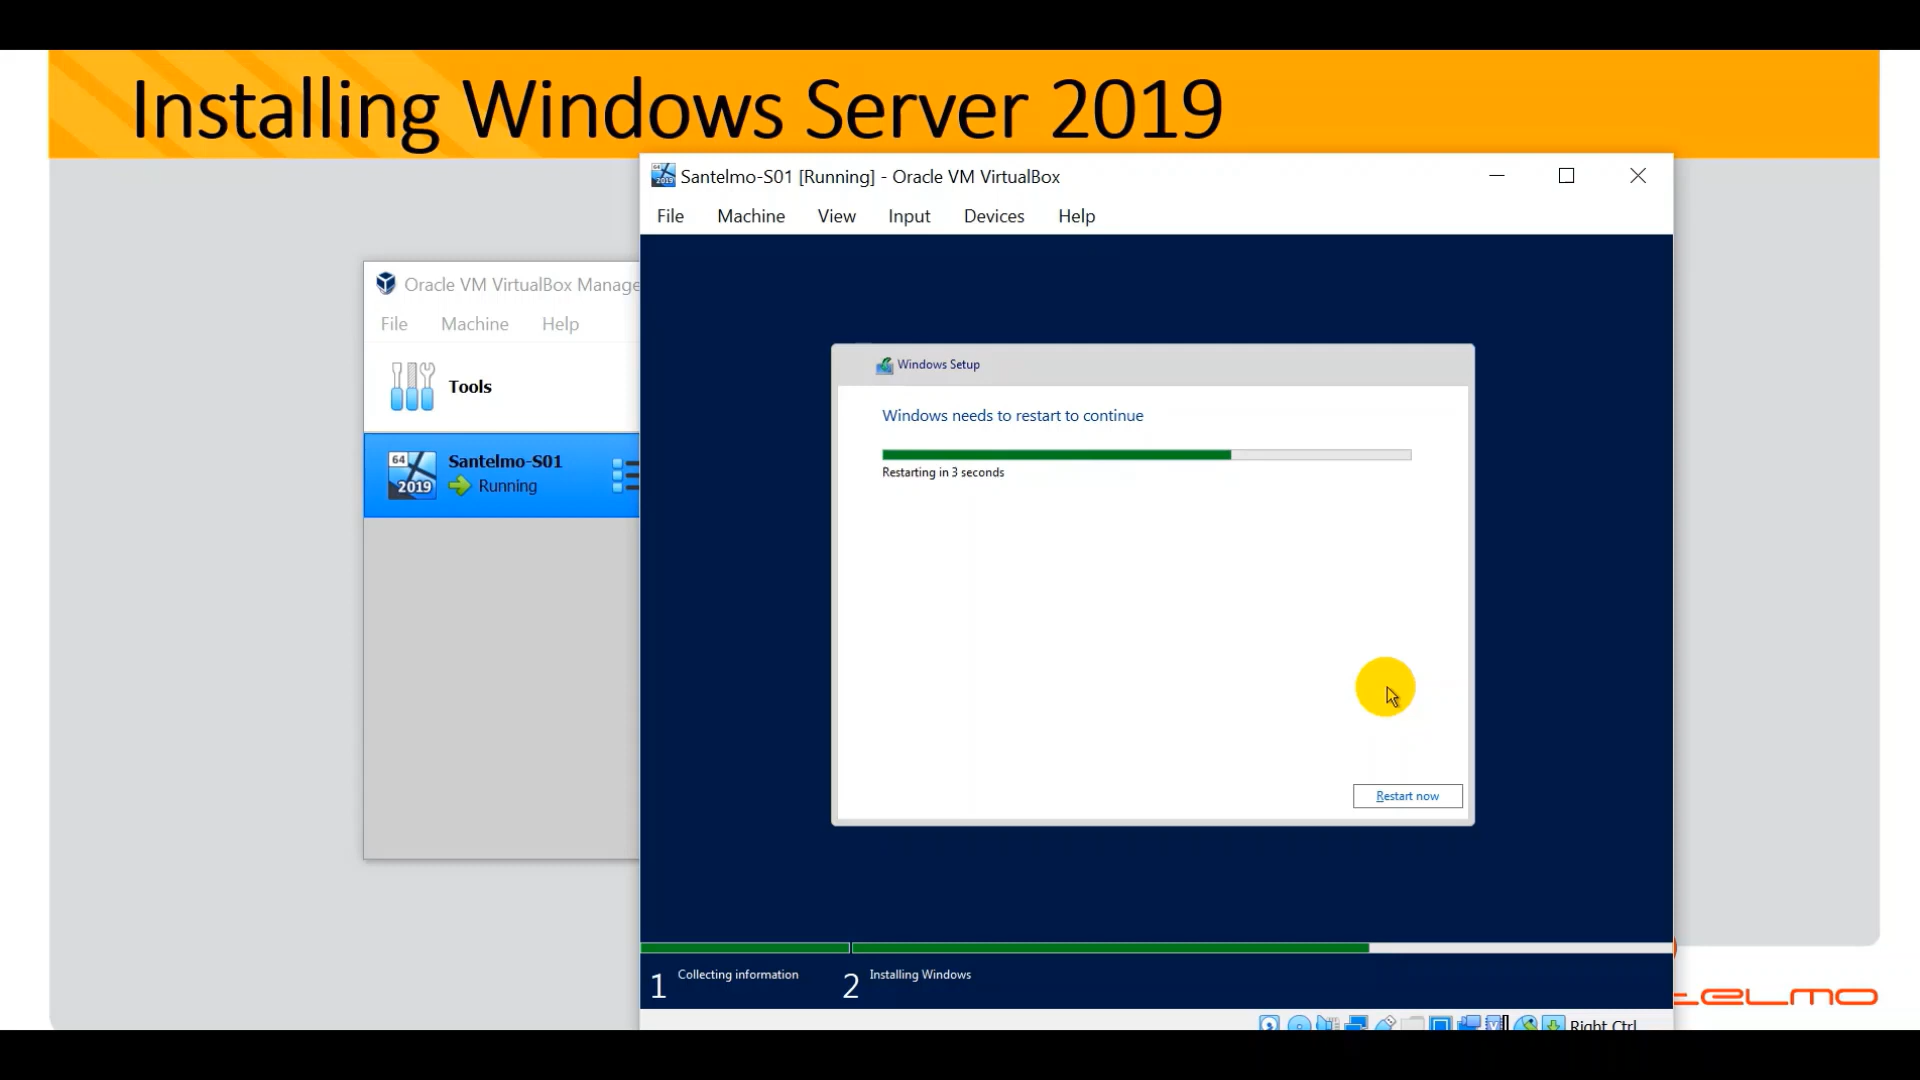 Installing Windows Server 2019
Santelmo-S01 [Running] - Oracle VM VirtualBox
File Machine View Input Devices Help
Oracle VM VirtualBox Manage
File Machine Help
Tools
64
2019
Santelmo-S01
Running
Windows Setup
Windows needs to restart to continue
Restarting in 3 seconds
Restart now
1 Collecting information 2 Installing Windows
telmo
Right Ctrl